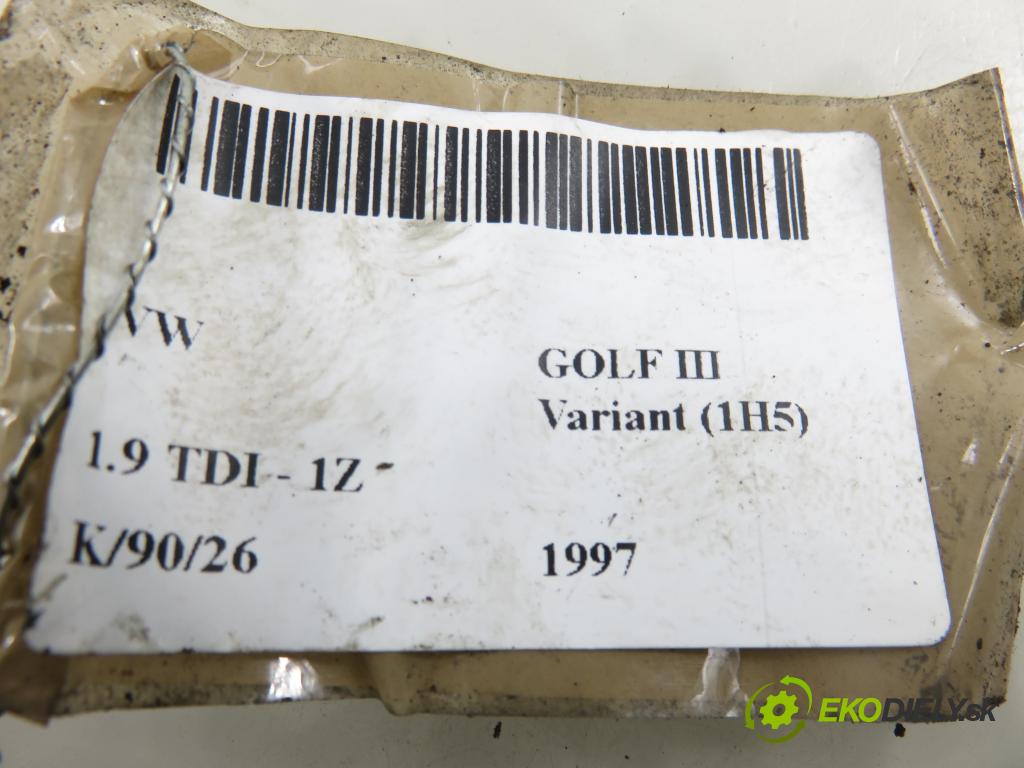 VW
GOLF III
Variant (1H5)
1.9 TDI - 1Z
K/90/26
1997
EKODIELY.sk